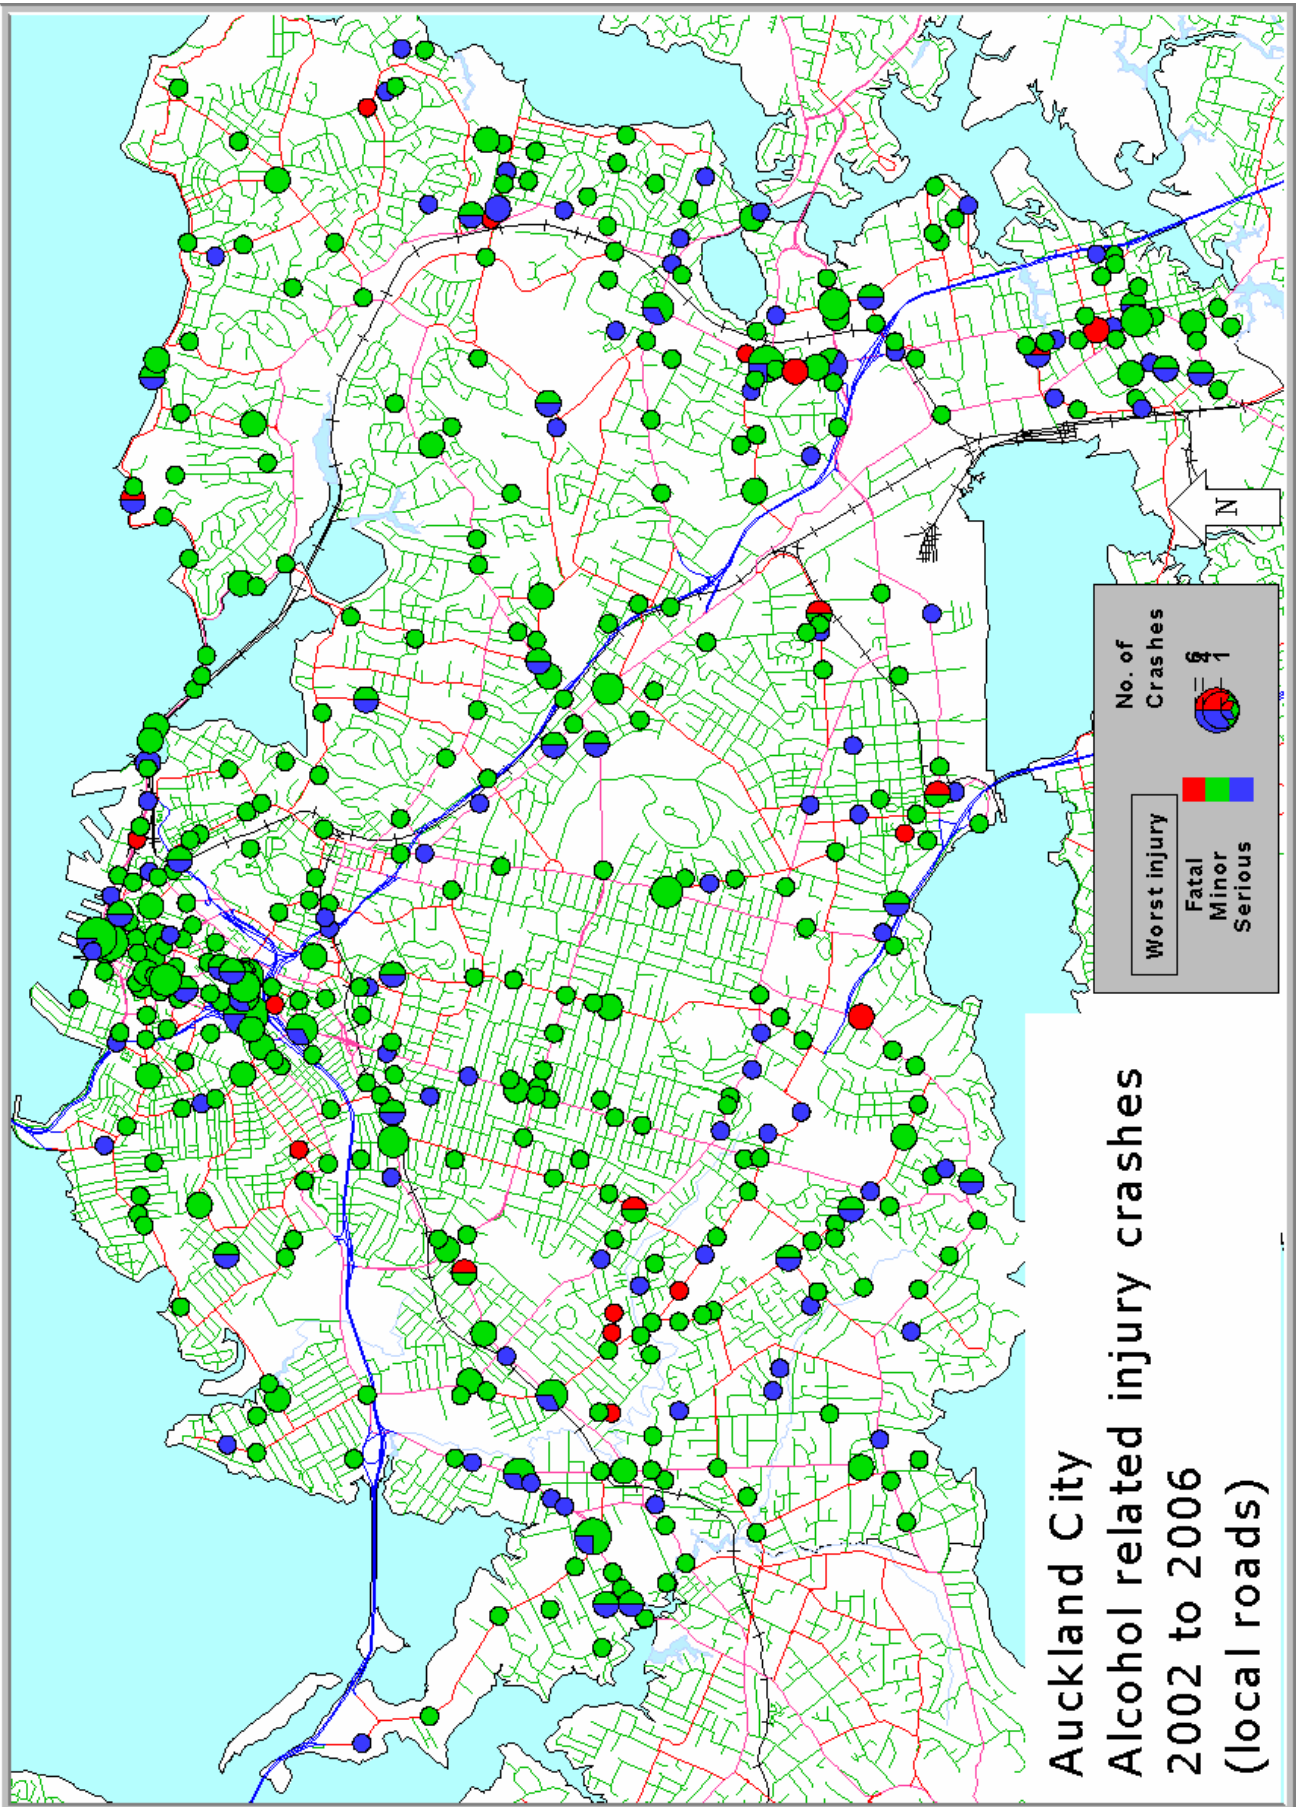 Auckland City
Alcohol related injury crashes
2002 to 2006
(local roads)
Worst injury
Fatal
Minor
Serious
No. of
Crashes
6
4
1
N